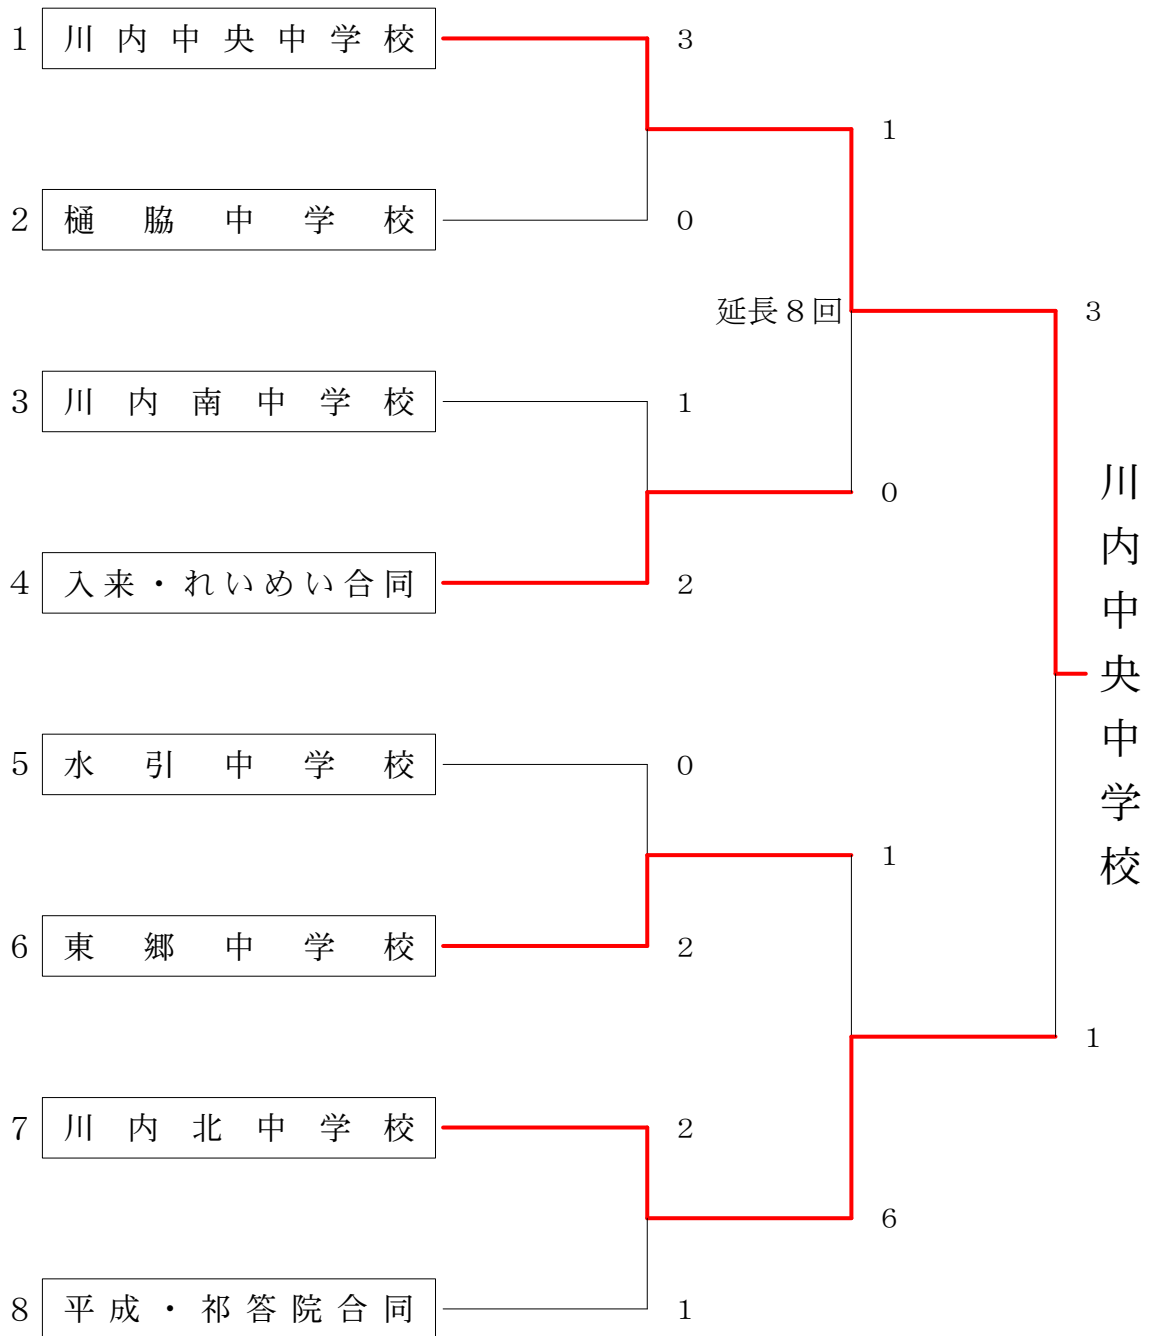 1 川内中央中学校 3
1
2 樋脇中学校 0
延長８回 3
3 川内南中学校 1
0
4 入来・れいめい合同 2
川内中央中学校
5 水引中学校 0
1
6 東郷中学校 2
1
7 川内北中学校 2
6
8 平成・祁答院合同 1